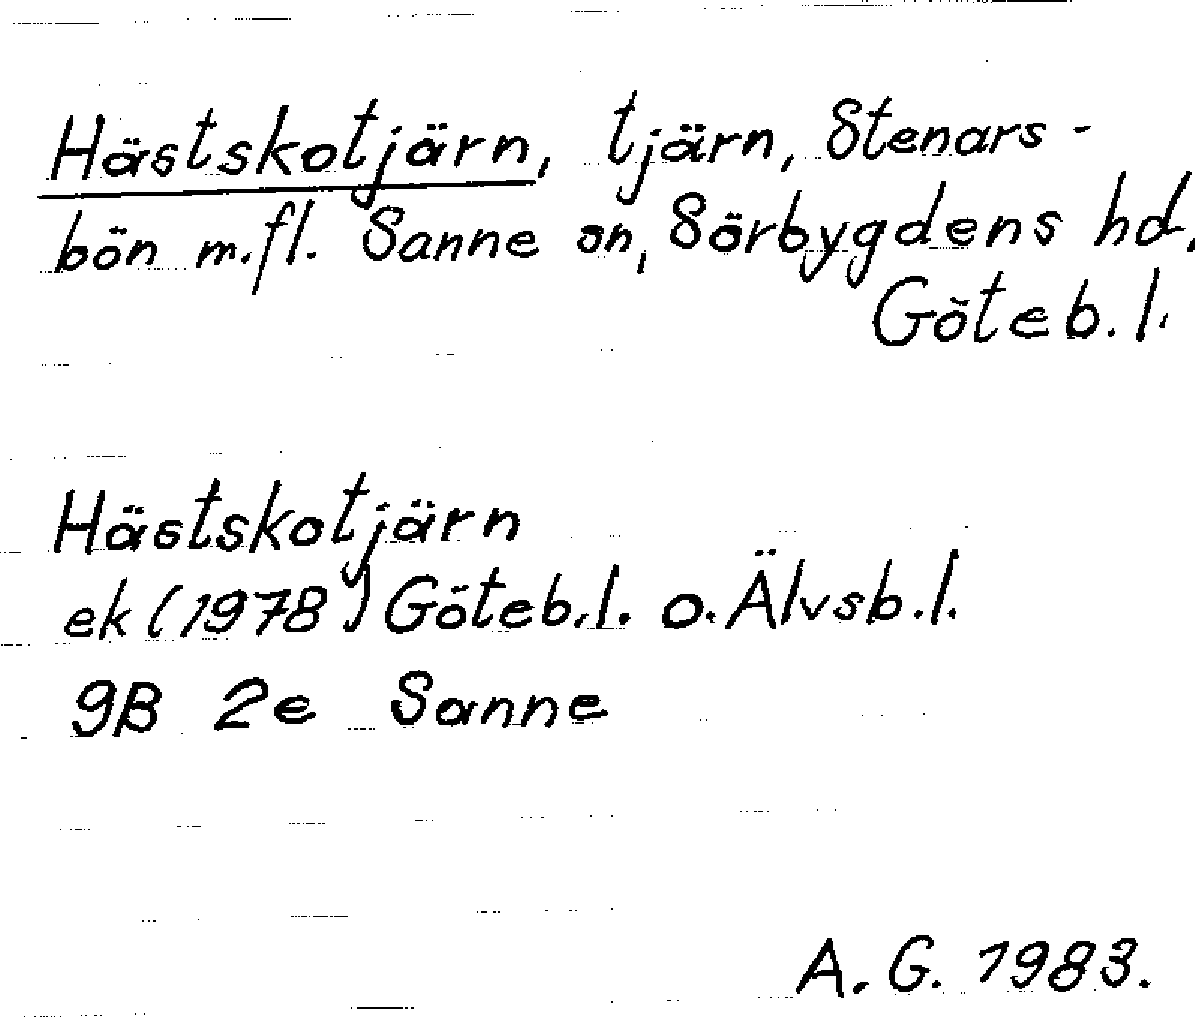 Hästskotjärn, tjärn, Stenars-
bön m.fl. Sanne sn, Sörbygdens hd,
Göteb.l.
Hästskotjärn
ek (1978) Göteb.l. o. Älvsb.l.
9B 2e Sanne
A.G. 1983.